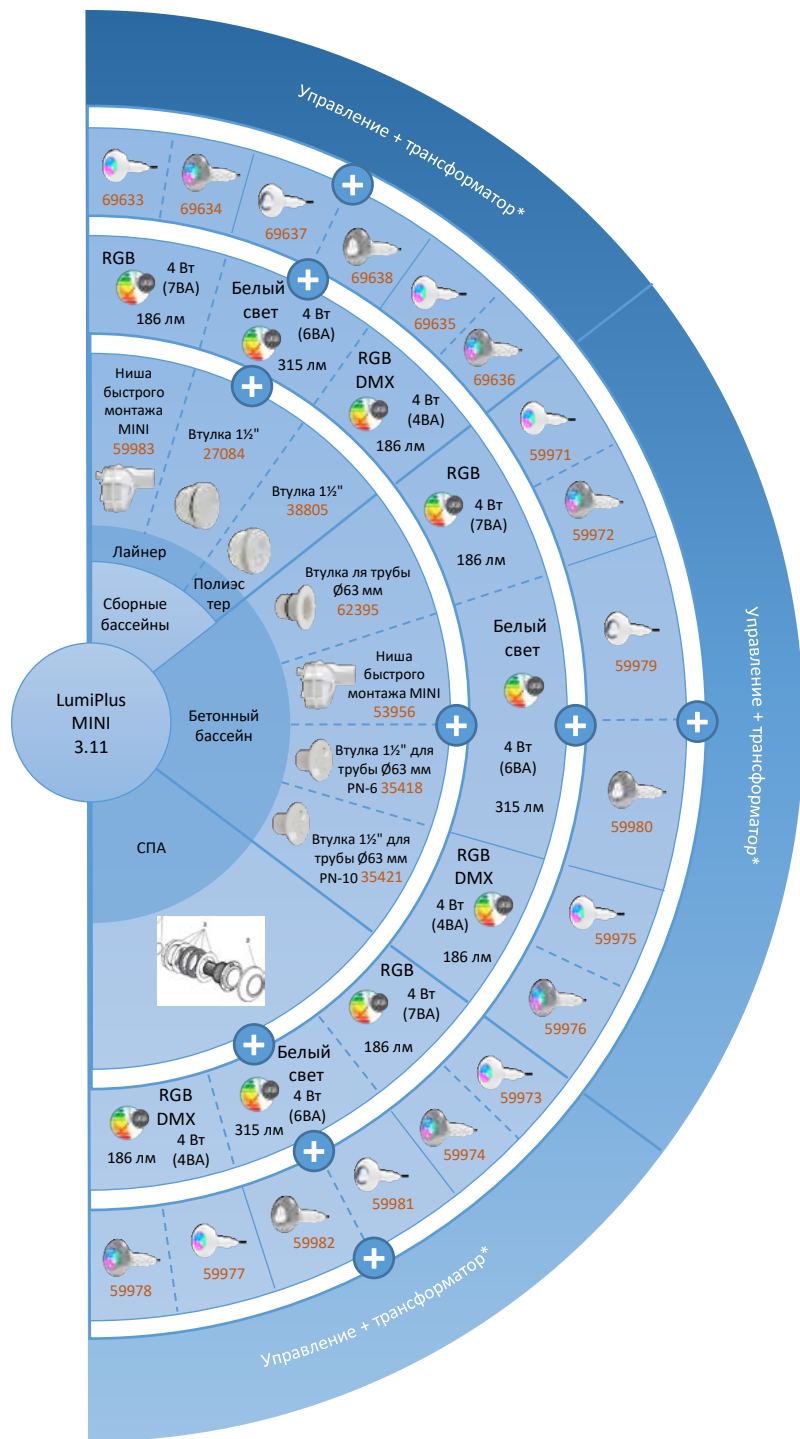 Управление + трансформатор*
69633
69634
69637
69638
69635
69636
RGB
4 Вт
(7ВА)
186 лм
Белый
свет
4 Вт
(6ВА)
315 лм
RGB
DMX
4 Вт
(4ВА)
186 лм
Ниша
быстрого
монтажа
MINI
59983
Втулка 1½"
27084
Втулка 1½"
38805
Лайнер
Полиэс
тер
Сборные
бассейны
LumiPlus
MINI
3.11
Управление + трансформатор*
59971
59972
59979
59980
59975
59976
RGB
4 Вт
(7ВА)
186 лм
Белый
свет
4 Вт
(6ВА)
315 лм
RGB
DMX
4 Вт
(4ВА)
186 лм
Втулка ля трубы
Ø63 мм
62395
Ниша
быстрого
монтажа MINI
53956
Втулка 1½" для
трубы Ø63 мм
PN-6 35418
Втулка 1½" для
трубы Ø63 мм
PN-10 35421
Бетонный
бассейн
СПА
RGB
4 Вт
(7ВА)
186 лм
Белый
свет
4 Вт
(6ВА)
315 лм
RGB
DMX
4 Вт
(4ВА)
186 лм
59973
59974
59981
59982
59977
59978
Управление + трансформатор*